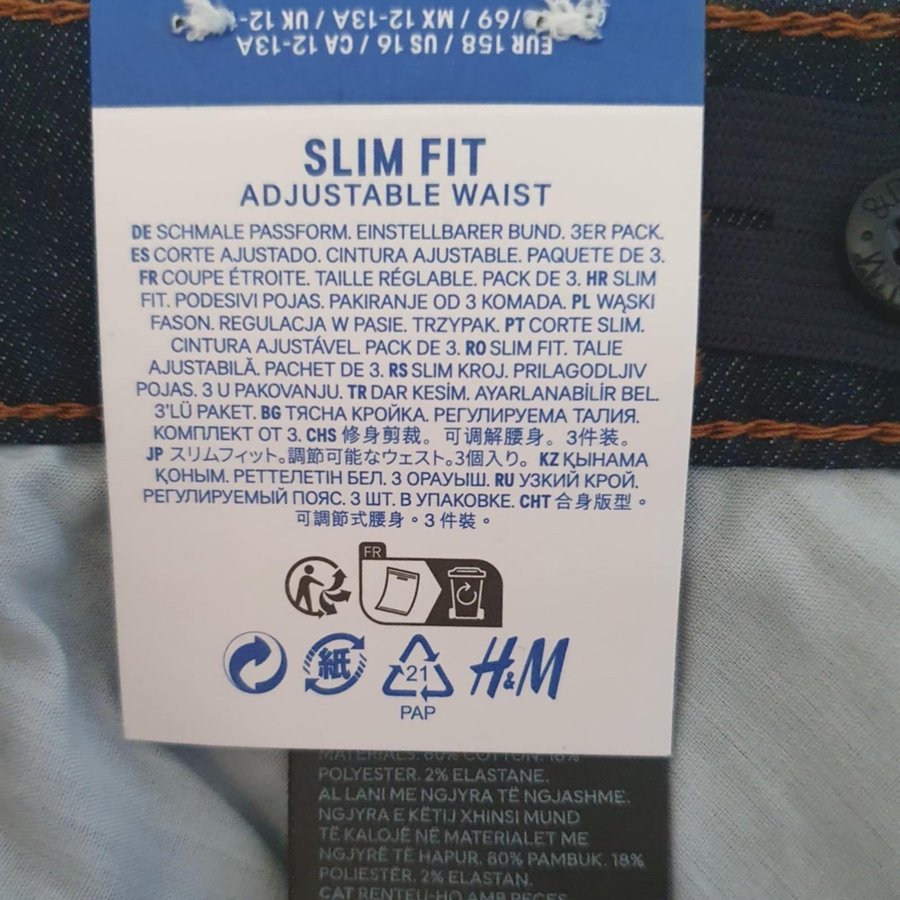 /69 / MX 12-13A / UK 12-
EUR 158 / US 16 / CA 12-13A
SLIM FIT
ADJUSTABLE WAIST
DE SCHMALE PASSFORM. EINSTELLBARER BUND. 3ER PACK.
ES CORTE AJUSTADO. CINTURA AJUSTABLE. PAQUETE DE 3.
FR COUPE ÉTROITE. TAILLE RÉGLABLE. PACK DE 3. HR SLIM
FIT. PODESIVI POJAS. PAKIRANJE OD 3 KOMADA. PL WĄSKI
FASON. REGULACJA W PASIE. TRZYPAK. PT CORTE SLIM.
CINTURA AJUSTÁVEL. PACK DE 3. RO SLIM FIT. TALIE
AJUSTABILĂ. PACHET DE 3. RS SLIM KROJ. PRILAGODLJIV
POJAS. 3 U PAKOVANJU. TR DAR KESİM. AYARLANABİLİR BEL.
3'LÜ PAKET. BG ТЯСНА КРОЙКА. РЕГУЛИРУЕМА ТАЛИЯ.
КОМПЛЕКТ ОТ 3. CHS 修身剪裁。可调解腰身。3件装。
JP スリムフィット。調節可能なウエスト。3個入り。 KZ ҚЫНАМА
ҚОНЫМ. РЕТТЕЛЕТІН БЕЛ. 3 ОРАУЫШ. RU УЗКИЙ КРОЙ.
РЕГУЛИРУЕМЫЙ ПОЯС. 3 ШТ. В УПАКОВКЕ. CHT 合身版型。
可調節式腰身。3 件裝。
FR
紙
21
PAP
H&M
MATERIALS. 80% COTTON. 18%
POLYESTER. 2% ELASTANE.
AL LANI ME NGJYRA TË NGJASHME.
NGJYRA E KËTIJ XHINSI MUND
TË KALOJË NË MATERIALET ME
NGJYRË TË HAPUR. 80% PAMBUK. 18%
POLIESTËR. 2% ELASTAN.
CAT RENTEU-HO AMB PECES